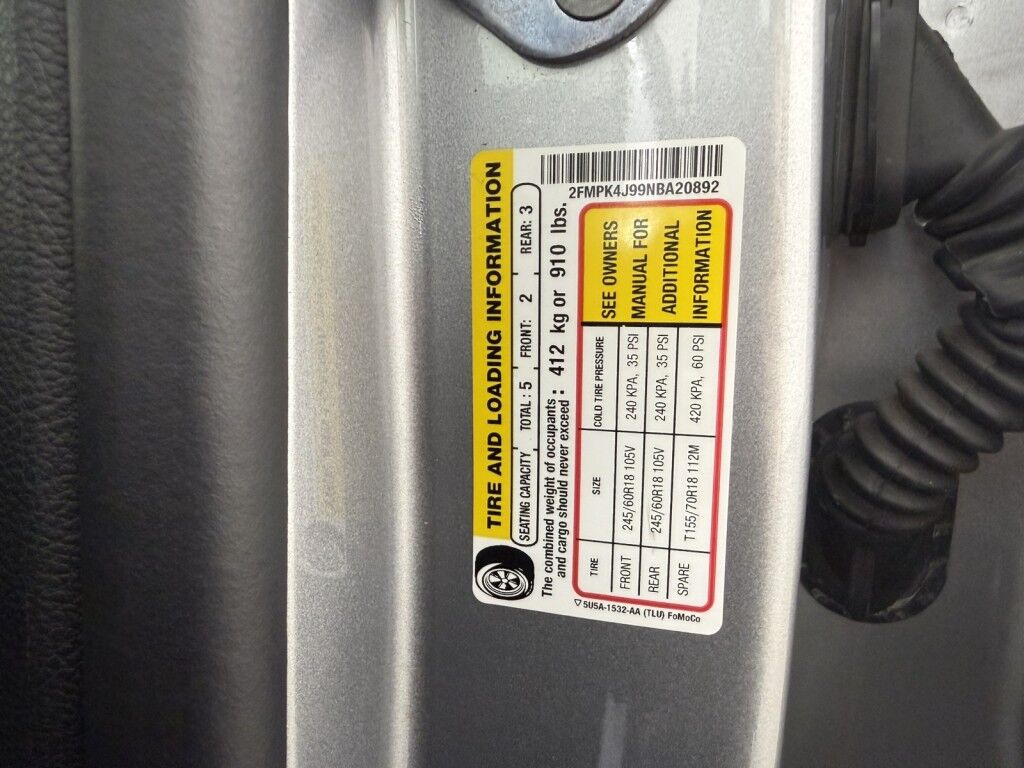 2FMPK4J99NBA20892
TIRE AND LOADING INFORMATION
SEATING CAPACITY TOTAL : 5 FRONT: 2 REAR: 3
The combined weight of occupants
and cargo should never exceed : 412 kg or 910 lbs.
TIRE SIZE COLD TIRE PRESSURE
FRONT 245/60R18 105V 240 KPA, 35 PSI
REAR 245/60R18 105V 240 KPA, 35 PSI
SPARE T155/70R18 112M 420 KPA, 60 PSI
SEE OWNERS
MANUAL FOR
ADDITIONAL
INFORMATION
5U5A-1532-AA (TLU) FoMoCo